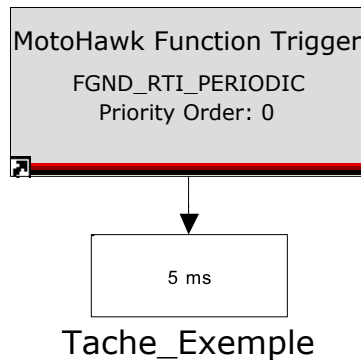 MotoHawk Function Trigger
FGND_RTI_PERIODIC
Priority Order: 0
5 ms
Tache_Exemple